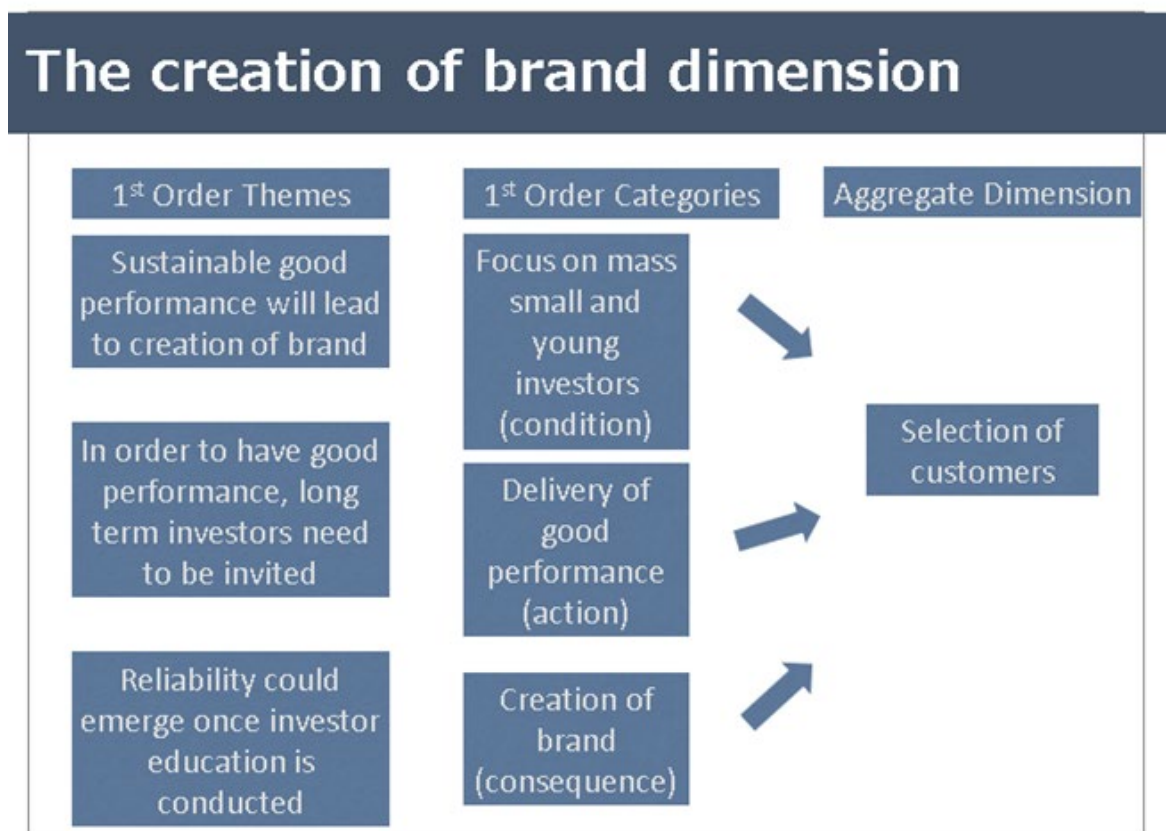 The creation of brand dimension
1st Order Themes
Sustainable good
performance will lead
to creation of brand
In order to have good
performance, long
term investors need
to be invited
Reliability could
emerge once investor
education is
conducted
1st Order Categories
Focus on mass
small and
young
investors
(condition)
Delivery of
good
performance
(action)
Creation of
brand
(consequence)
Aggregate Dimension
Selection of
customers